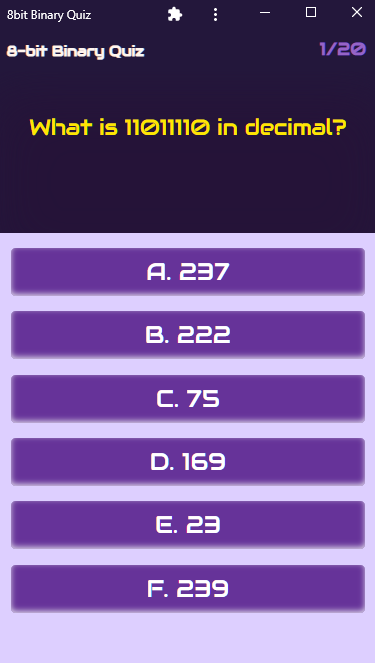 8bit Binary Quiz
8-bit Binary Quiz
1/20
What is 11011110 in decimal?
A. 237
B. 222
C. 75
D. 169
E. 23
F. 239